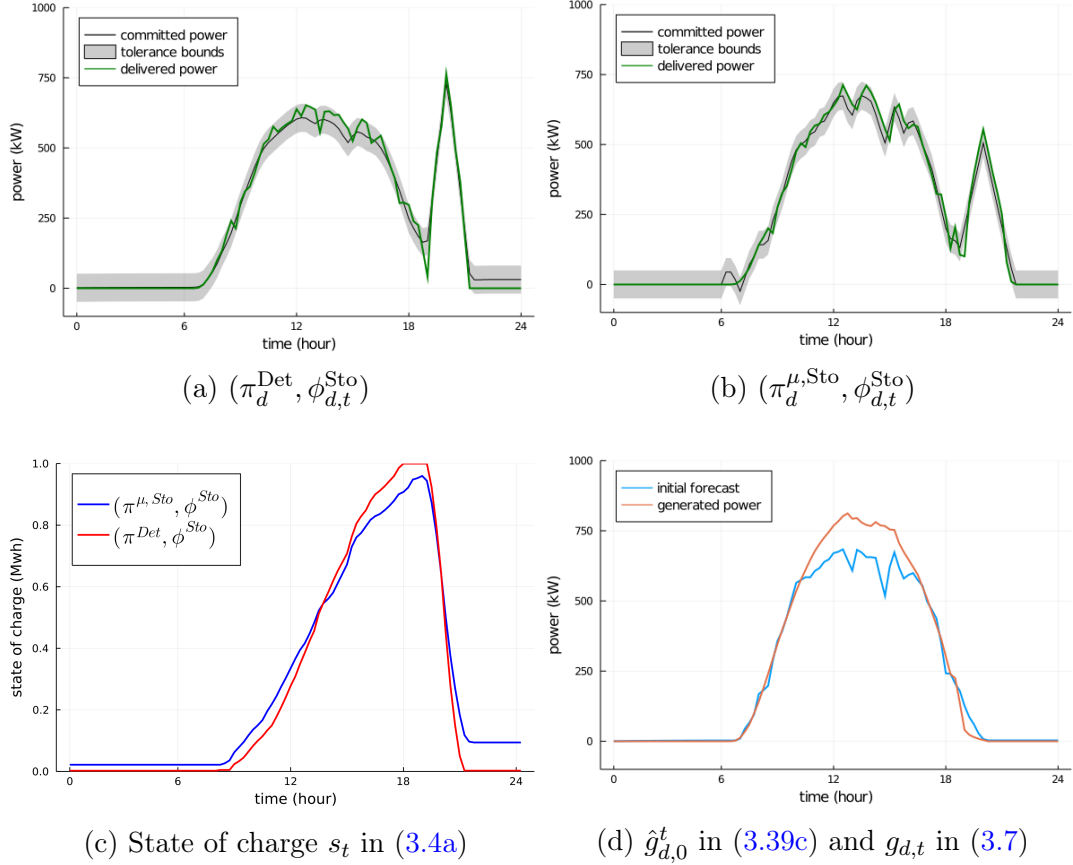 1000
750
500
250
0
power (kW)
committed power
tolerance bounds
delivered power
0 6 12 18 24
time (hour)
(a) (π_d^Det, ϕ_{d,t}^Sto)
1000
750
500
250
0
power (kW)
committed power
tolerance bounds
delivered power
0 6 12 18 24
time (hour)
(b) (π_d^{μ,Sto}, ϕ_{d,t}^Sto)
1.0
0.8
0.6
0.4
0.2
0.0
state of charge (Mwh)
(π^{μ, Sto}, ϕ^{Sto})
(π^{Det}, ϕ^{Sto})
0 6 12 18 24
time (hour)
(c) State of charge s_t in (3.4a)
1000
750
500
250
0
power (kW)
initial forecast
generated power
0 6 12 18 24
time (hour)
(d) ĝ_{d,0}^t in (3.39c) and g_{d,t} in (3.7)